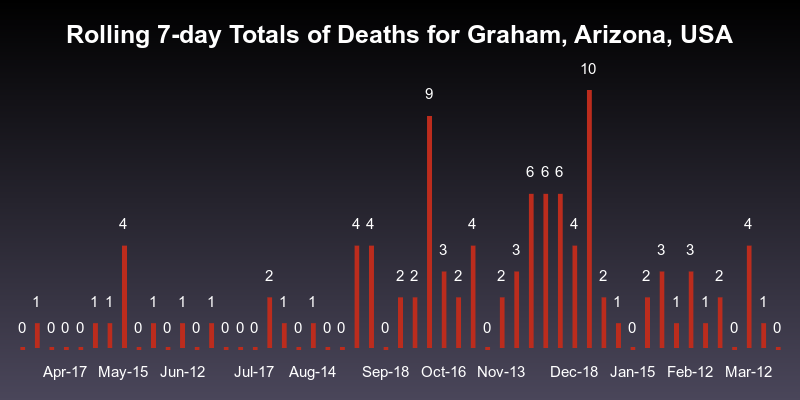 Rolling 7-day Totals of Deaths for Graham, Arizona, USA
0 1 0 0 0 1 1 4 0 1 0 1 0 1 0 0 0 2 1 0 1 0 0 4 4 0 2 2 9 3 2 4 0 2 3 6 6 6 4 10 2 1 0 2 3 1 3 1 2 0 4 1 0
Apr-17 May-15 Jun-12 Jul-17 Aug-14 Sep-18 Oct-16 Nov-13 Dec-18 Jan-15 Feb-12 Mar-12